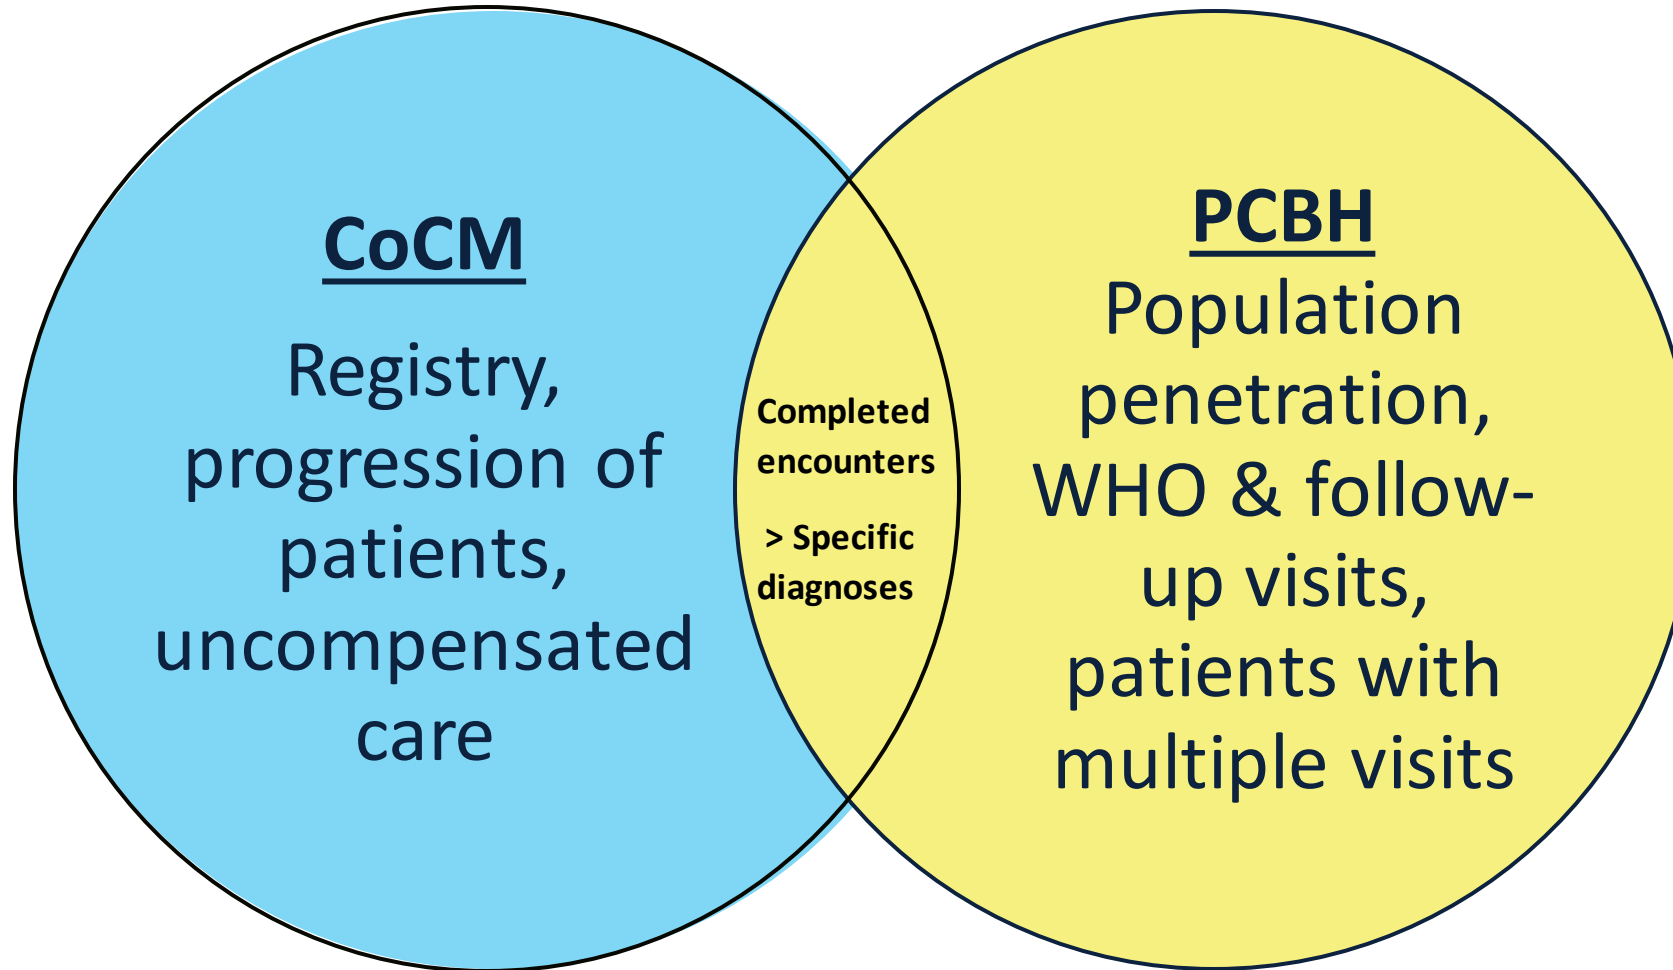 CoCM
Registry,
progression of
patients,
uncompensated
care
Completed
encounters
> Specific
diagnoses
PCBH
Population
penetration,
WHO & follow-
up visits,
patients with
multiple visits